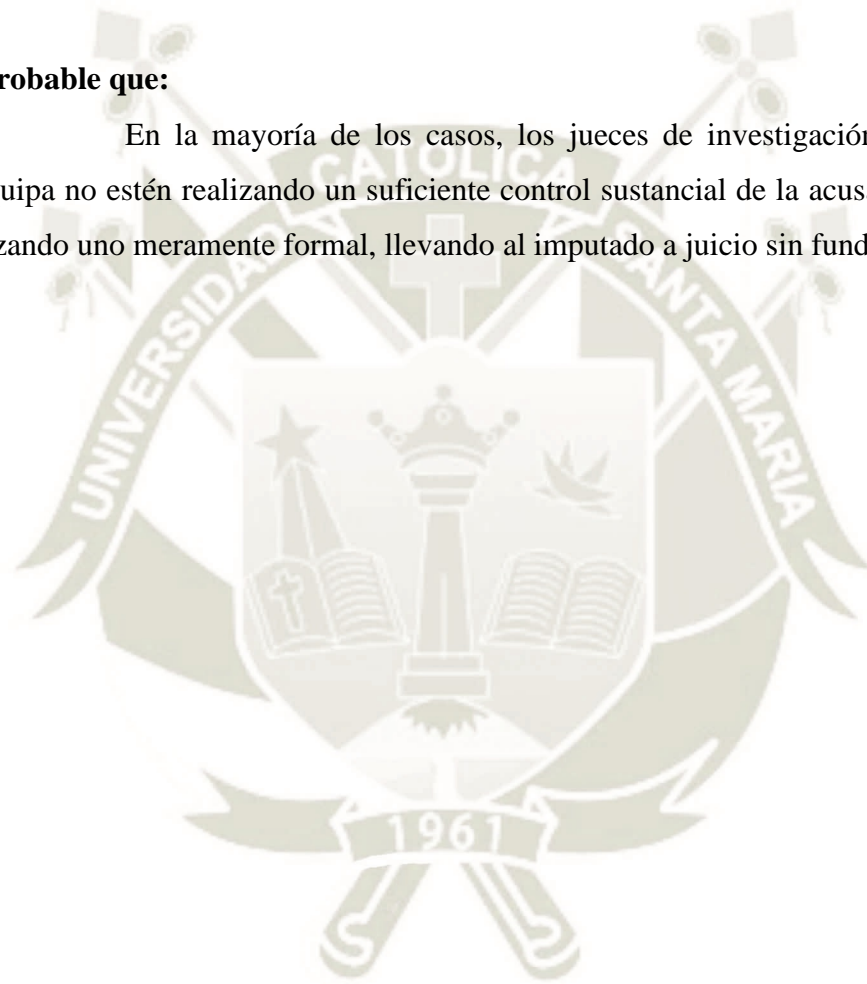 robable que:
En la mayoría de los casos, los jueces de investigación
uipa no estén realizando un suficiente control sustancial de la acus
zando uno meramente formal, llevando al imputado a juicio sin fund
UNIVERSIDAD CATOLICA SANTA MARIA
1961